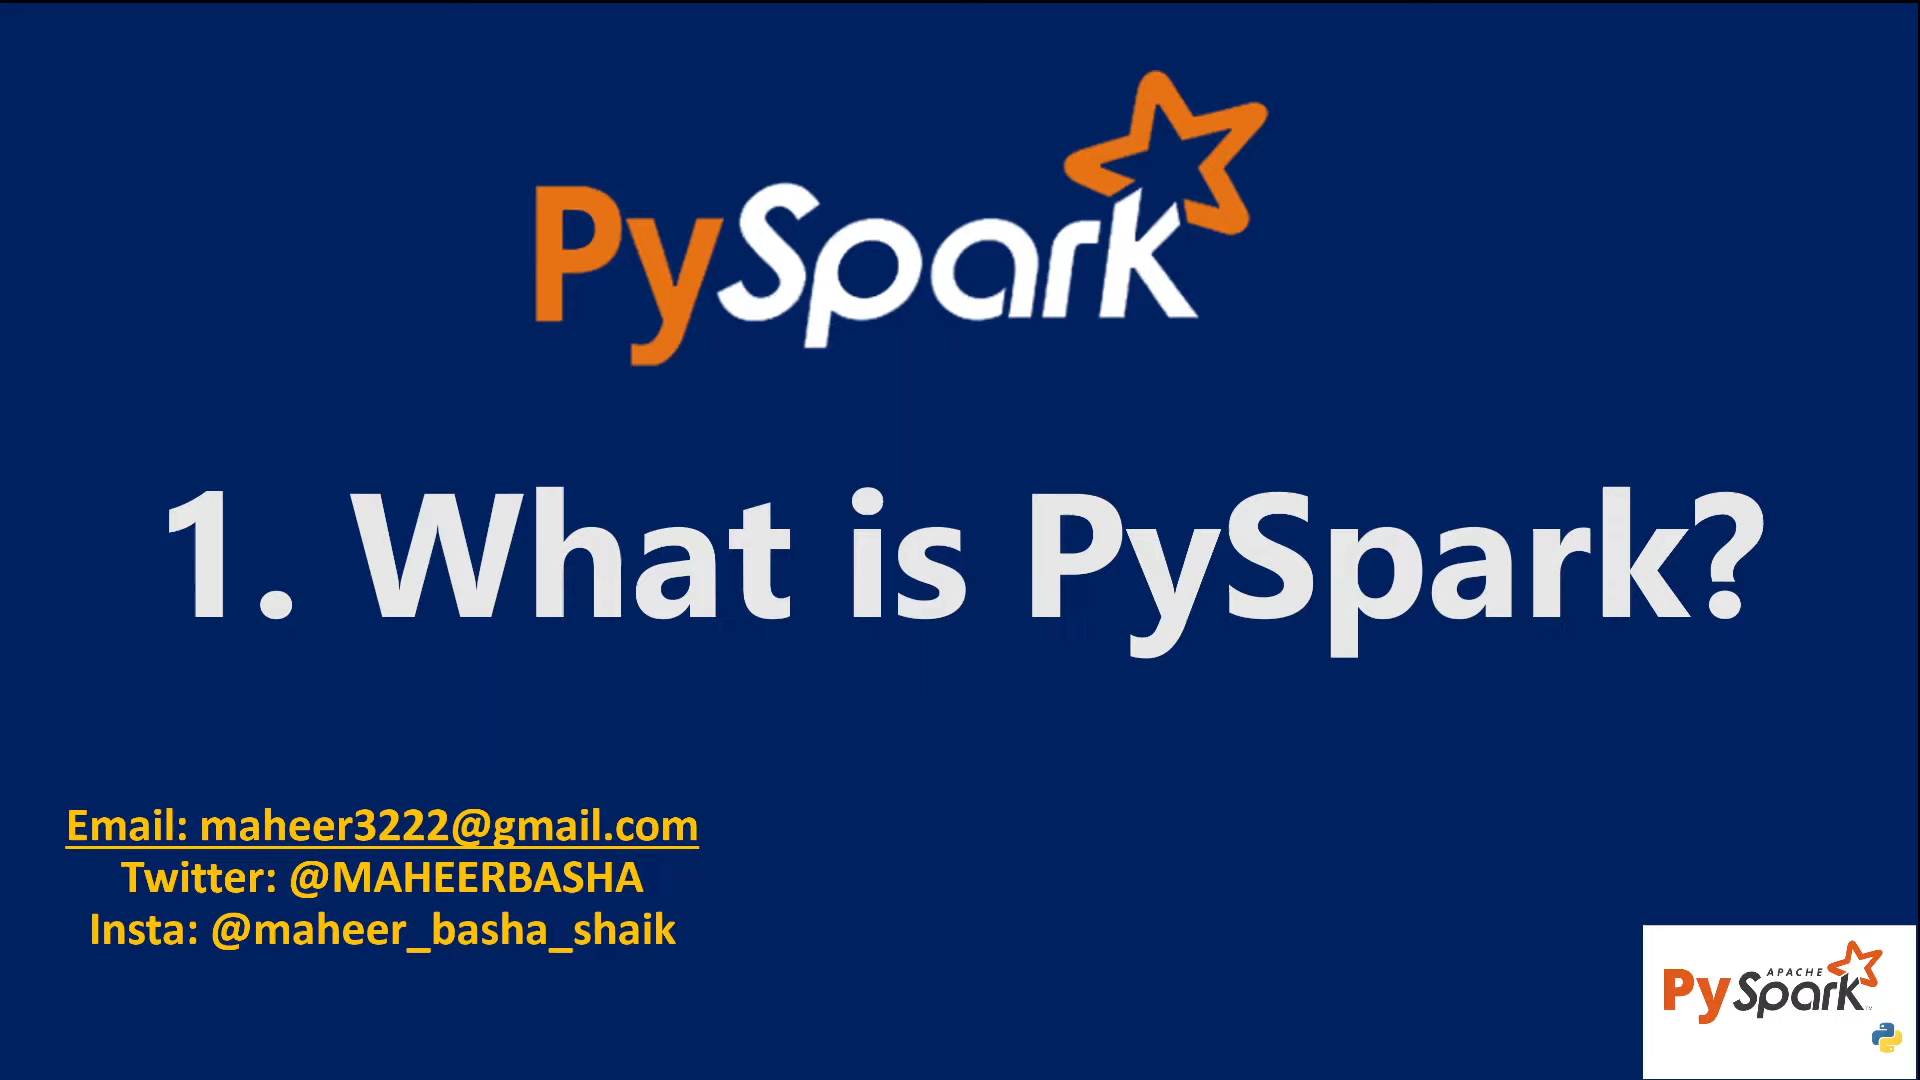 PySpark
1. What is PySpark?
Email: maheer3222@gmail.com
Twitter: @MAHEERBASHA
Insta: @maheer_basha_shaik
APACHE
PySpark